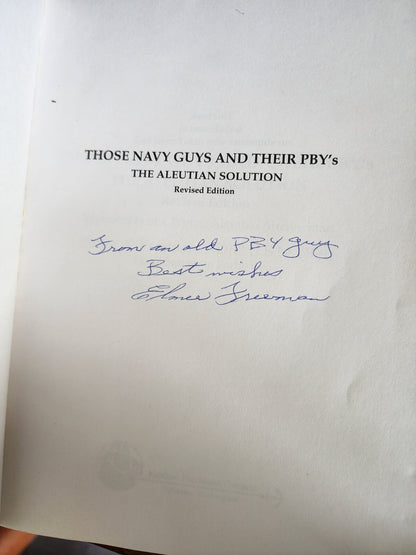 THOSE NAVY GUYS AND THEIR PBY's
THE ALEUTIAN SOLUTION
Revised Edition
From an old PBY guy
Best wishes
Elmer Freeman